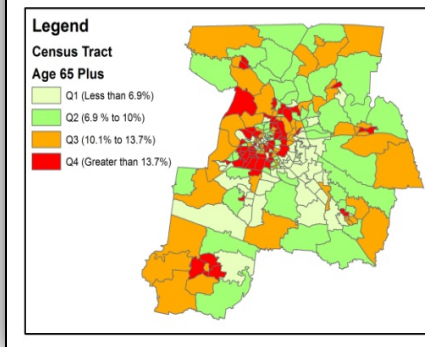 Legend
Census Tract
Age 65 Plus
Q1 (Less than 6.9%)
Q2 (6.9 % to 10%)
Q3 (10.1% to 13.7%)
Q4 (Greater than 13.7%)